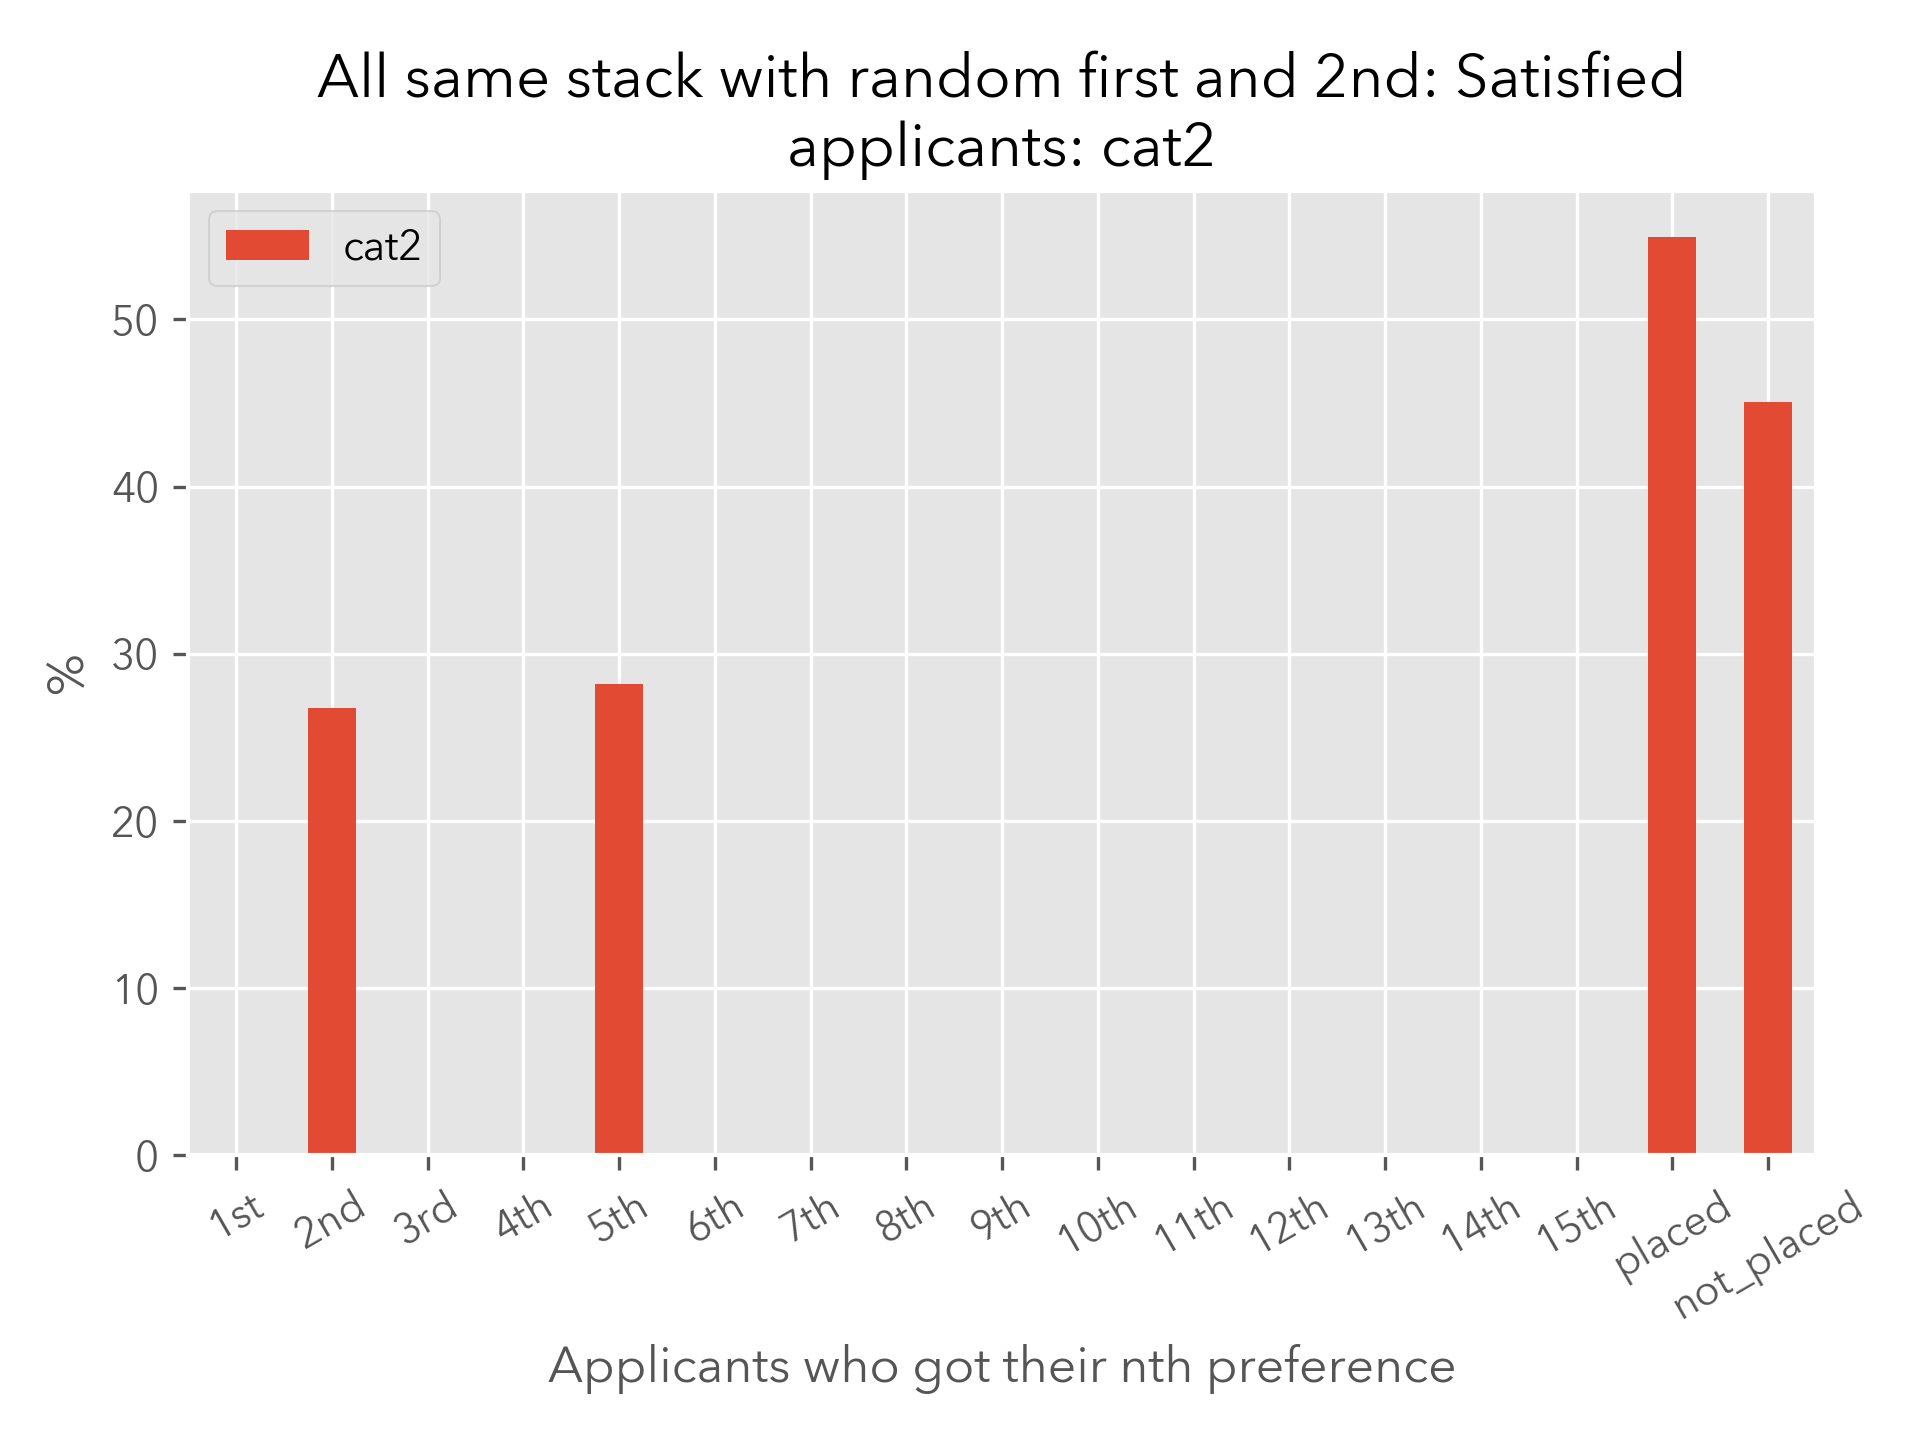 All same stack with random first and 2nd: Satisfied
applicants: cat2
cat2
%
50
40
30
20
10
0
1st 2nd 3rd 4th 5th 6th 7th 8th 9th 10th 11th 12th 13th 14th 15th placed not_placed
Applicants who got their nth preference